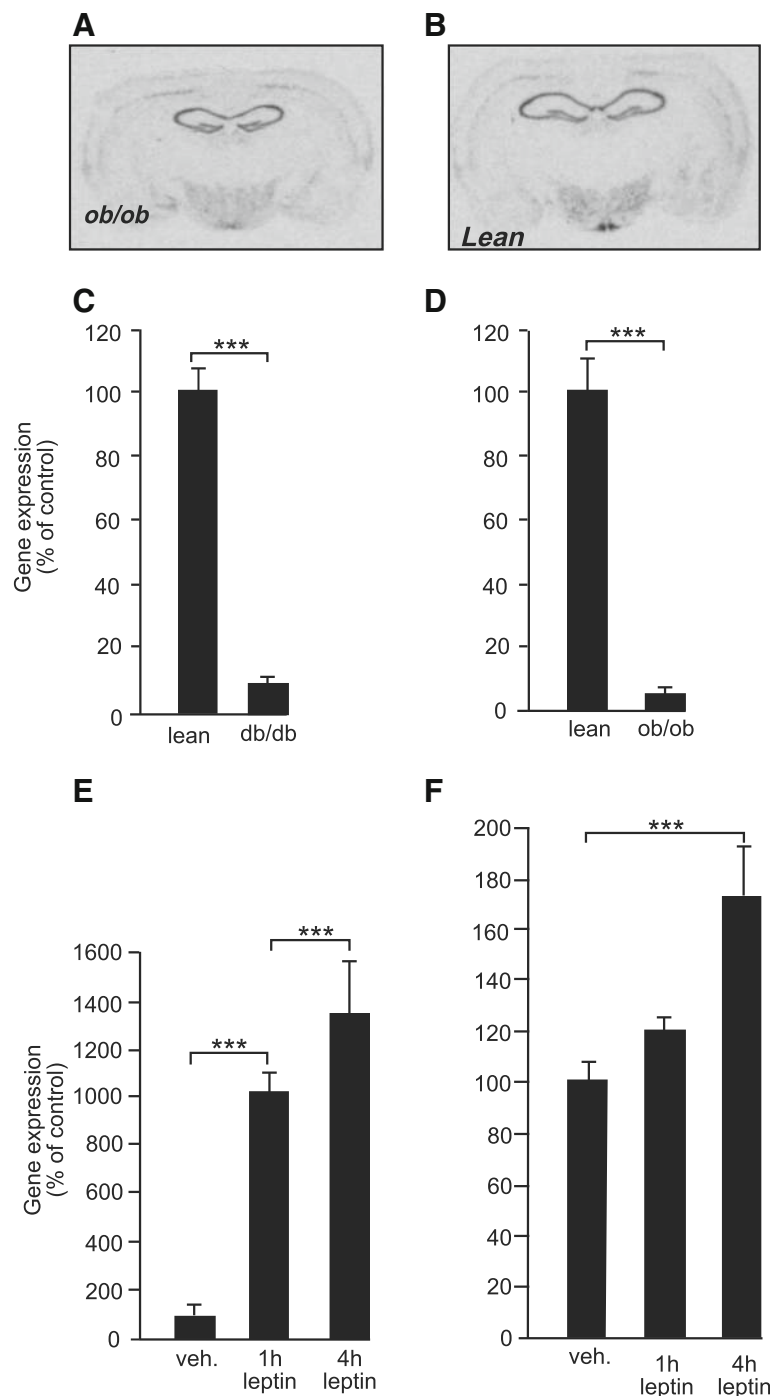 A
B
ob/ob
Lean
C
D
Gene expression
(% of control)
120
100
80
60
40
20
0
***
lean
db/db
120
100
80
60
40
20
0
***
lean
ob/ob
E
F
Gene expression
(% of control)
1600
1400
1200
1000
800
600
400
200
0
***
***
veh.
1h
leptin
4h
leptin
200
180
160
140
120
100
80
60
40
20
0
***
veh.
1h
leptin
4h
leptin